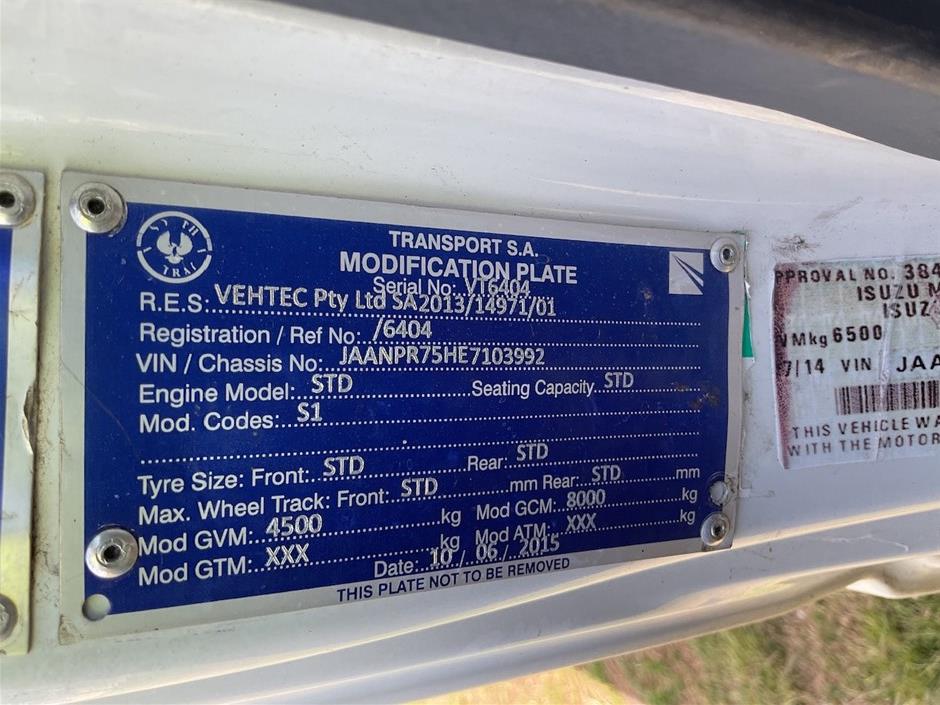 TRANSPORT S.A.
MODIFICATION PLATE
Serial No: VT6404
R.E.S: VEHTEC Pty Ltd SA2013/14971/01
Registration / Ref No: /6404
VIN / Chassis No: JAANPR75HE7103992
Engine Model: STD Seating Capacity STD
Mod. Codes: S1
Tyre Size: Front: STD Rear: STD
Max. Wheel Track: Front: STD mm Rear: STD mm
Mod GVM: 4500 kg Mod GCM: 8000 kg
Mod GTM: XXX kg Mod ATM: XXX kg
Date: 10 / 06 / 2015
THIS PLATE NOT TO BE REMOVED
PPROVAL NO. 384
ISUZU M
ISUZ
VMkg 6500
7/14 VIN JAA
THIS VEHICLE WA
WITH THE MOTOR